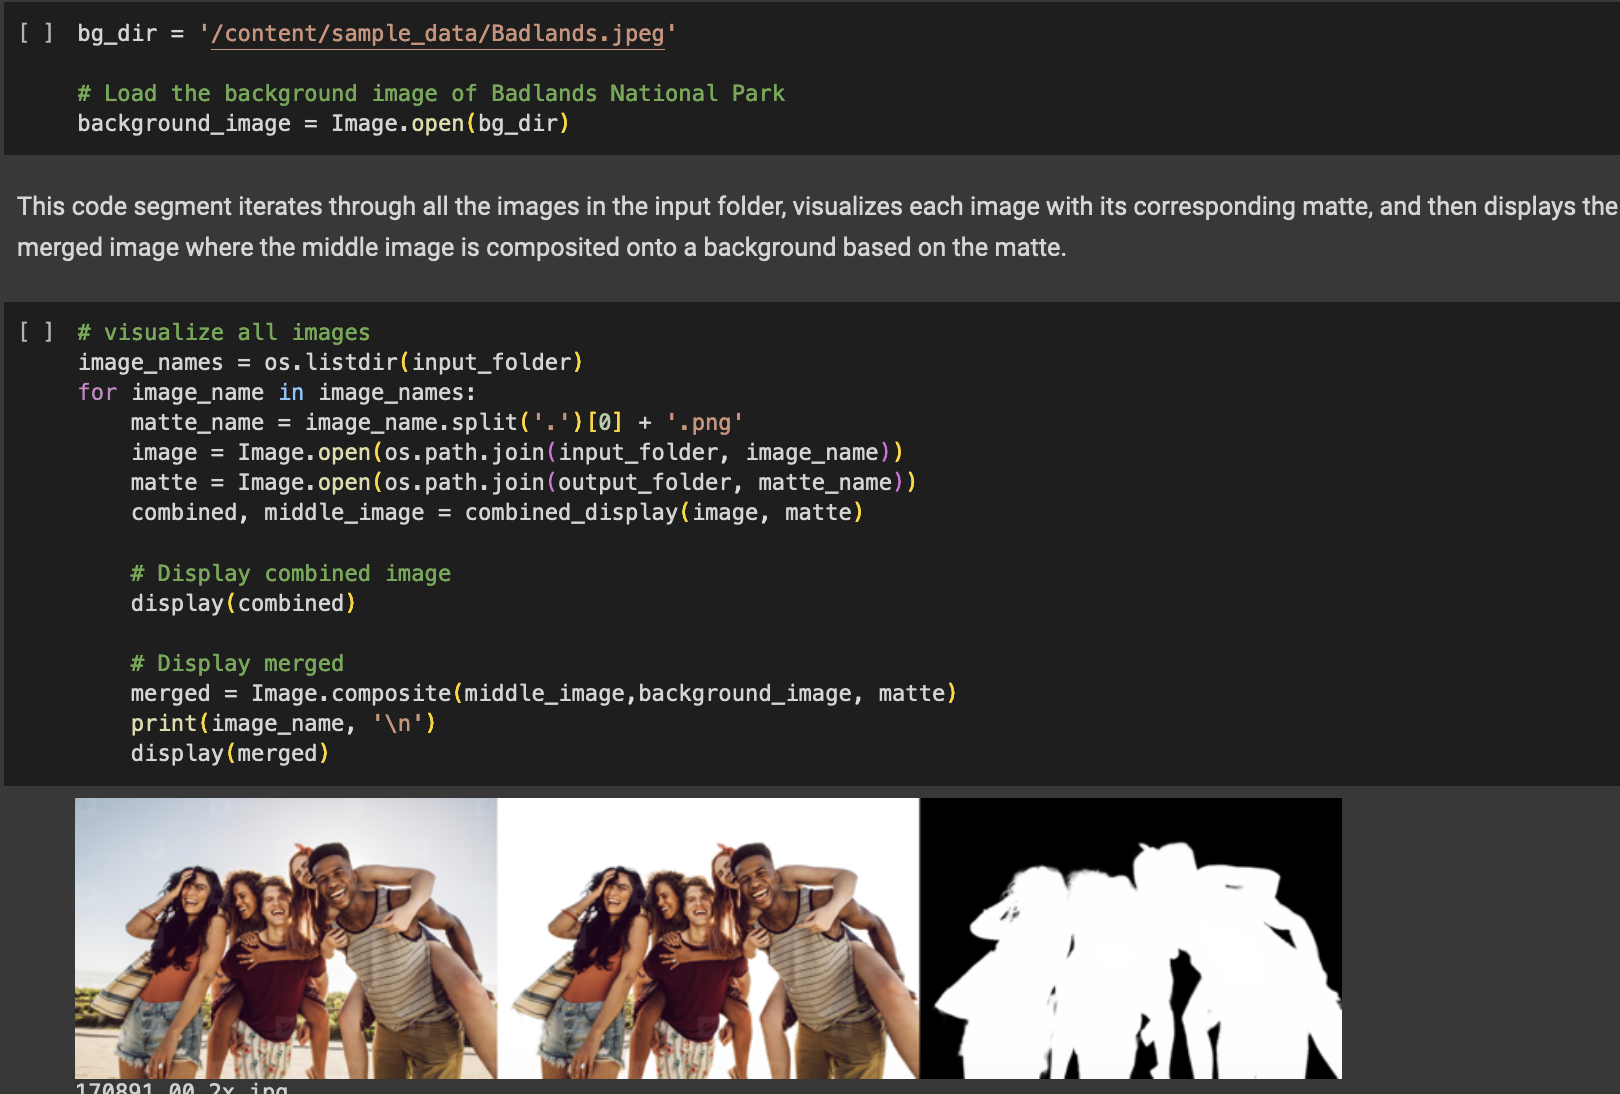 [ ] bg_dir = '/content/sample_data/Badlands.jpeg'
# Load the background image of Badlands National Park
background_image = Image.open(bg_dir)
This code segment iterates through all the images in the input folder, visualizes each image with its corresponding matte, and then displays the
merged image where the middle image is composited onto a background based on the matte.
[ ] # visualize all images
image_names = os.listdir(input_folder)
for image_name in image_names:
    matte_name = image_name.split('.')[0] + '.png'
    image = Image.open(os.path.join(input_folder, image_name))
    matte = Image.open(os.path.join(output_folder, matte_name))
    combined, middle_image = combined_display(image, matte)
    # Display combined image
    display(combined)
    # Display merged
    merged = Image.composite(middle_image,background_image, matte)
    print(image_name, '\n')
    display(merged)
170891 00 2x.jpg